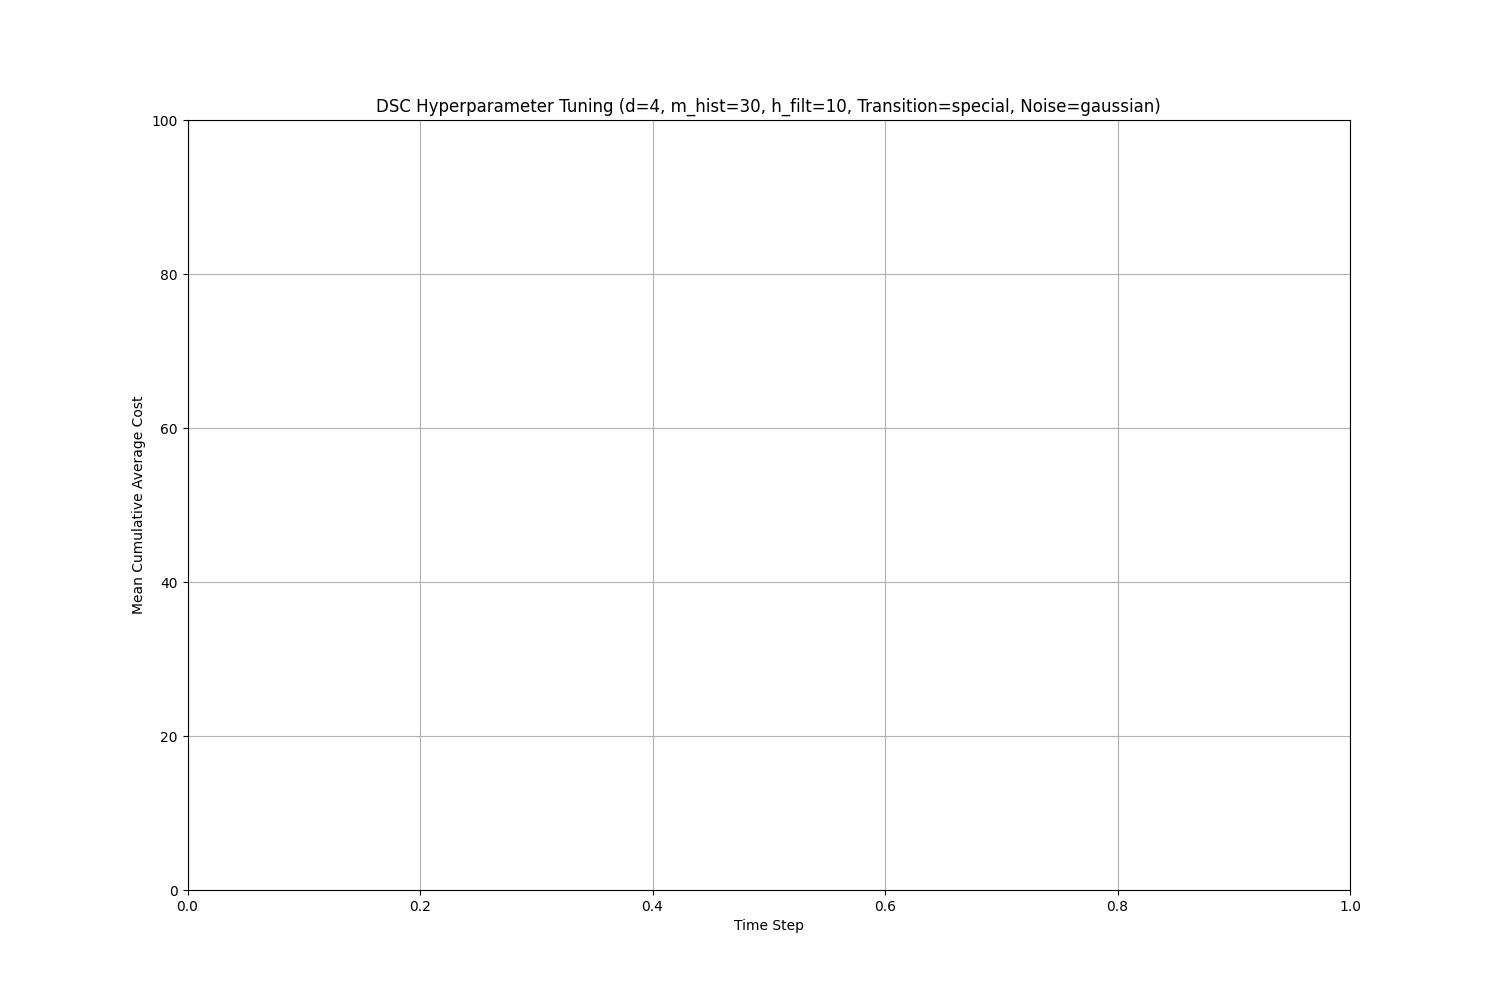 DSC Hyperparameter Tuning (d=4, m_hist=30, h_filt=10, Transition=special, Noise=gaussian)
100
80
60
40
20
0
Mean Cumulative Average Cost
0.0 0.2 0.4 0.6 0.8 1.0
Time Step